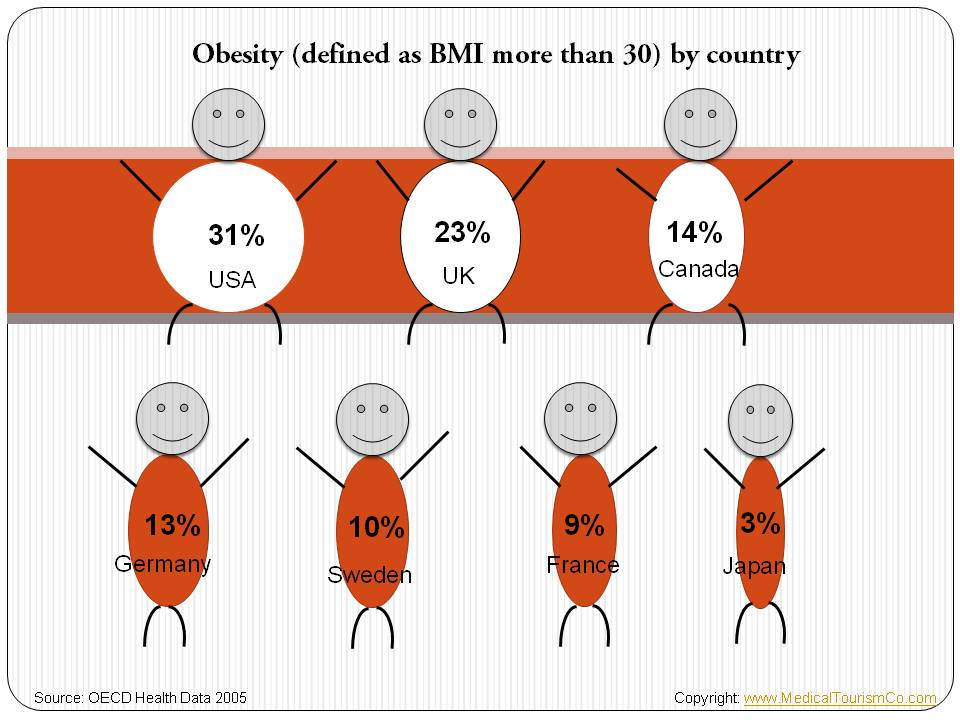 Obesity (defined as BMI more than 30) by country
31%
USA
23%
UK
14%
Canada
13%
Germany
10%
Sweden
9%
France
3%
Japan
Source: OECD Health Data 2005
Copyright: www.MedicalTourismCo.com